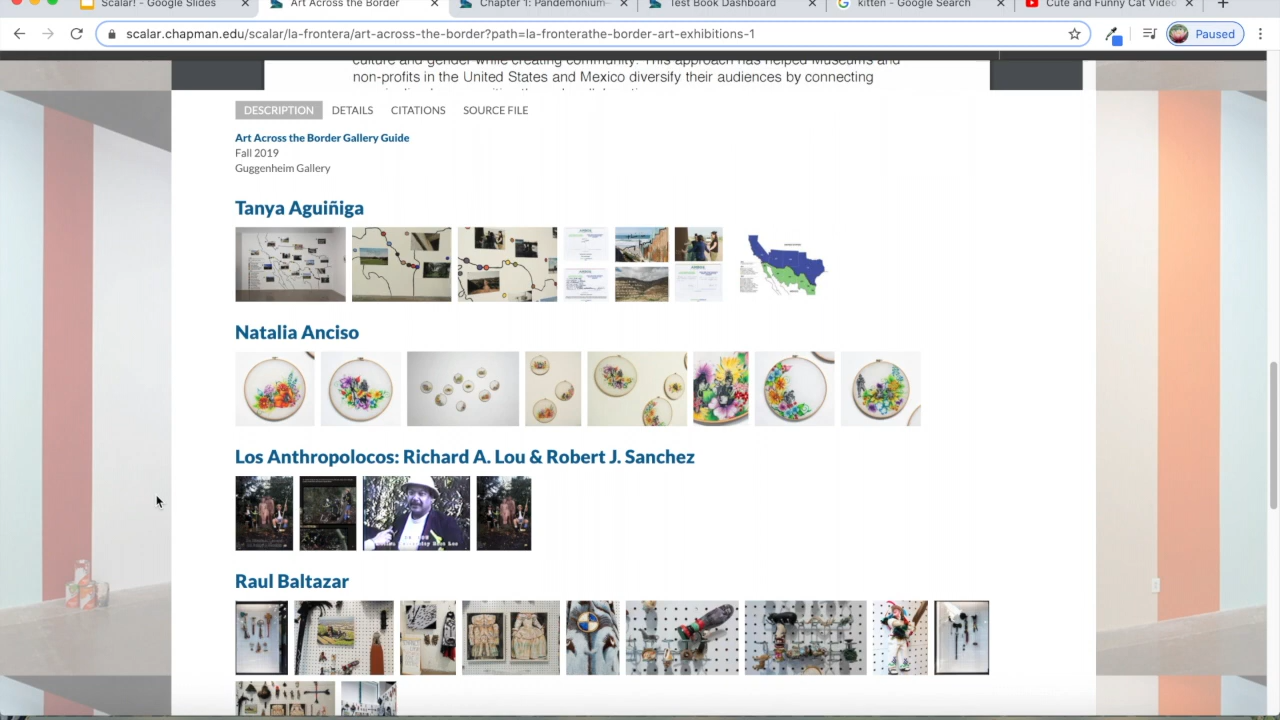 Scalar! - Google Slides
Art Across the Border
Chapter 1: Pandemonium
Test Book Dashboard
kitten - Google Search
Cute and Funny Cat Video
scalar.chapman.edu/scalar/la-frontera/art-across-the-border?path=la-fronterathe-border-art-exhibitions-1
Paused
culture and gender while creating community. This approach has helped Museums and
non-profits in the United States and Mexico diversify their audiences by connecting
DESCRIPTION DETAILS CITATIONS SOURCE FILE
Art Across the Border Gallery Guide
Fall 2019
Guggenheim Gallery
Tanya Aguiñiga
Natalia Anciso
Los Anthropolocos: Richard A. Lou & Robert J. Sanchez
Raul Baltazar